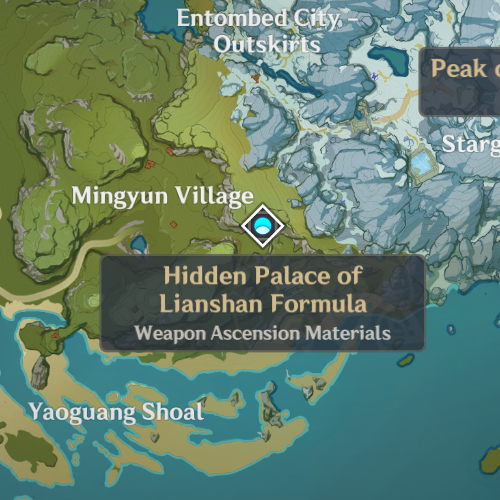 Entombed City –
Outskirts
Peak
Starg
Mingyun Village
Hidden Palace of
Lianshan Formula
Weapon Ascension Materials
Yaoguang Shoal